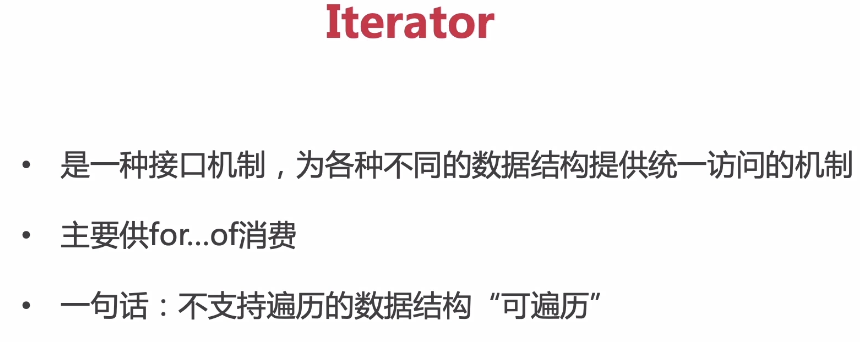 Iterator
• 是一种接口机制，为各种不同的数据结构提供统一访问的机制
• 主要供for...of消费
• 一句话：不支持遍历的数据结构“可遍历”